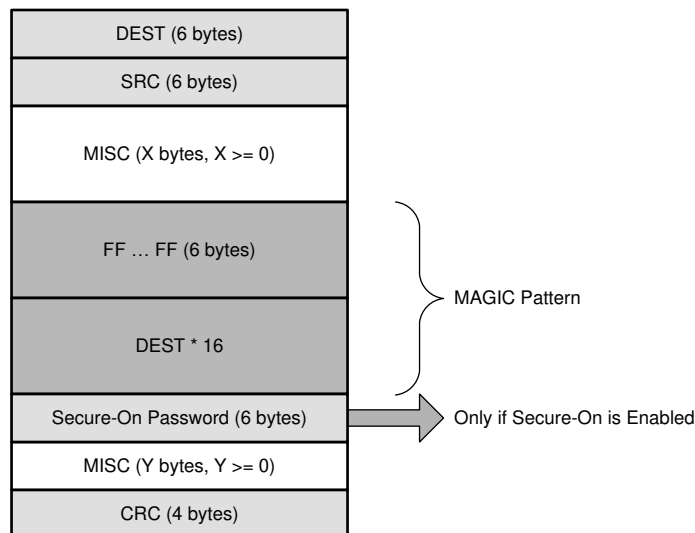 DEST (6 bytes)
SRC (6 bytes)
MISC (X bytes, X >= 0)
FF … FF (6 bytes)
MAGIC Pattern
DEST * 16
Secure-On Password (6 bytes)
Only if Secure-On is Enabled
MISC (Y bytes, Y >= 0)
CRC (4 bytes)